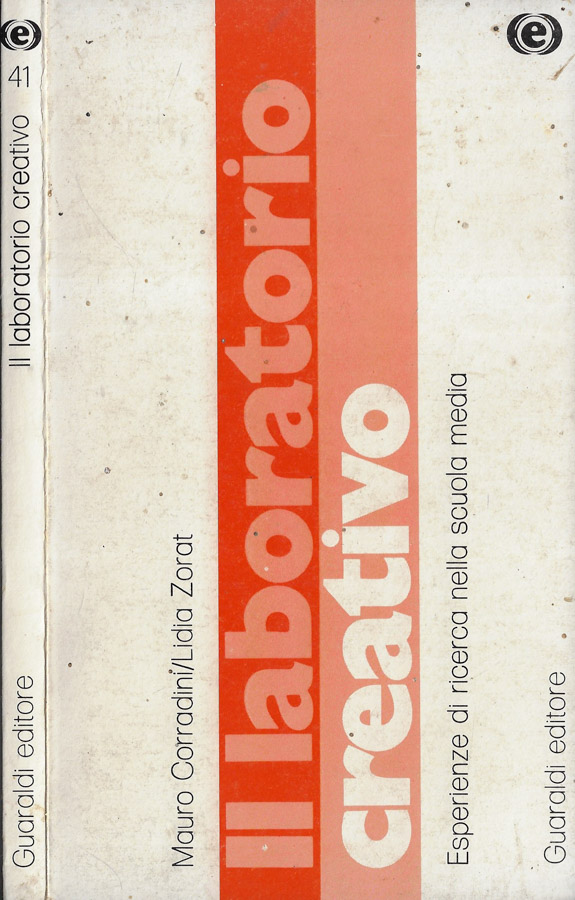 e
41
Il laboratorio creativo
Guaraldi editore
e
Mauro Corradini/Lidia Zorat
Il laboratorio
creativo
Esperienze di ricerca nella scuola media
Guaraldi editore